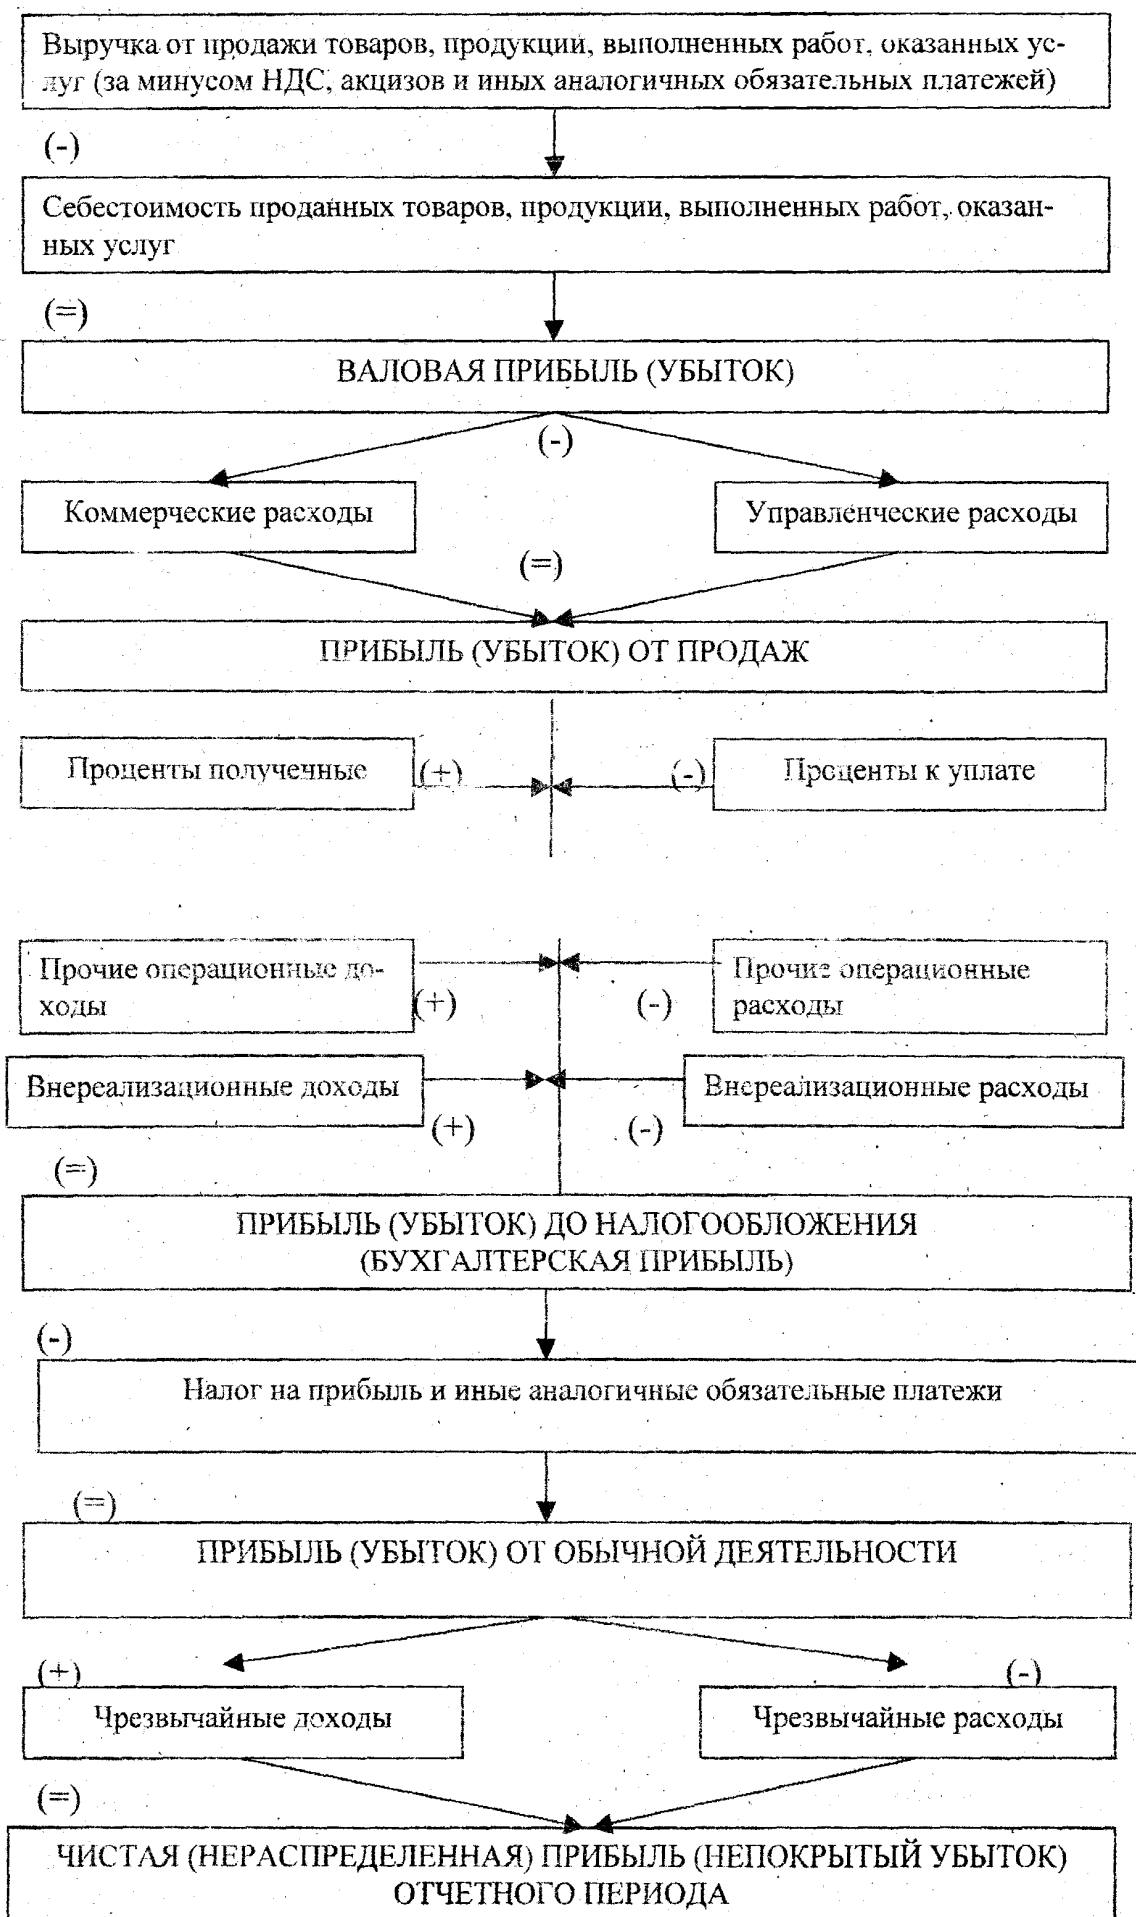 Выручка от продажи товаров, продукции, выполненных работ, оказанных ус-
луг (за минусом НДС, акцизов и иных аналогичных обязательных платежей)
(-)
Себестоимость проданных товаров, продукции, выполненных работ, оказан-
ных услуг
(=)
ВАЛОВАЯ ПРИБЫЛЬ (УБЫТОК)
(-)
Коммерческие расходы
Управленческие расходы
(=)
ПРИБЫЛЬ (УБЫТОК) ОТ ПРОДАЖ
Проценты полученные
(+)
(-)
Проценты к уплате
Прочие операционные до-
ходы
(+)
(-)
Прочие операционные
расходы
Внереализационные доходы
(+)
(-)
Внереализационные расходы
(=)
ПРИБЫЛЬ (УБЫТОК) ДО НАЛОГООБЛОЖЕНИЯ
(БУХГАЛТЕРСКАЯ ПРИБЫЛЬ)
(-)
Налог на прибыль и иные аналогичные обязательные платежи
(=)
ПРИБЫЛЬ (УБЫТОК) ОТ ОБЫЧНОЙ ДЕЯТЕЛЬНОСТИ
(+)
(-)
Чрезвычайные доходы
Чрезвычайные расходы
(=)
ЧИСТАЯ (НЕРАСПРЕДЕЛЕННАЯ) ПРИБЫЛЬ (НЕПОКРЫТЫЙ УБЫТОК)
ОТЧЕТНОГО ПЕРИОДА